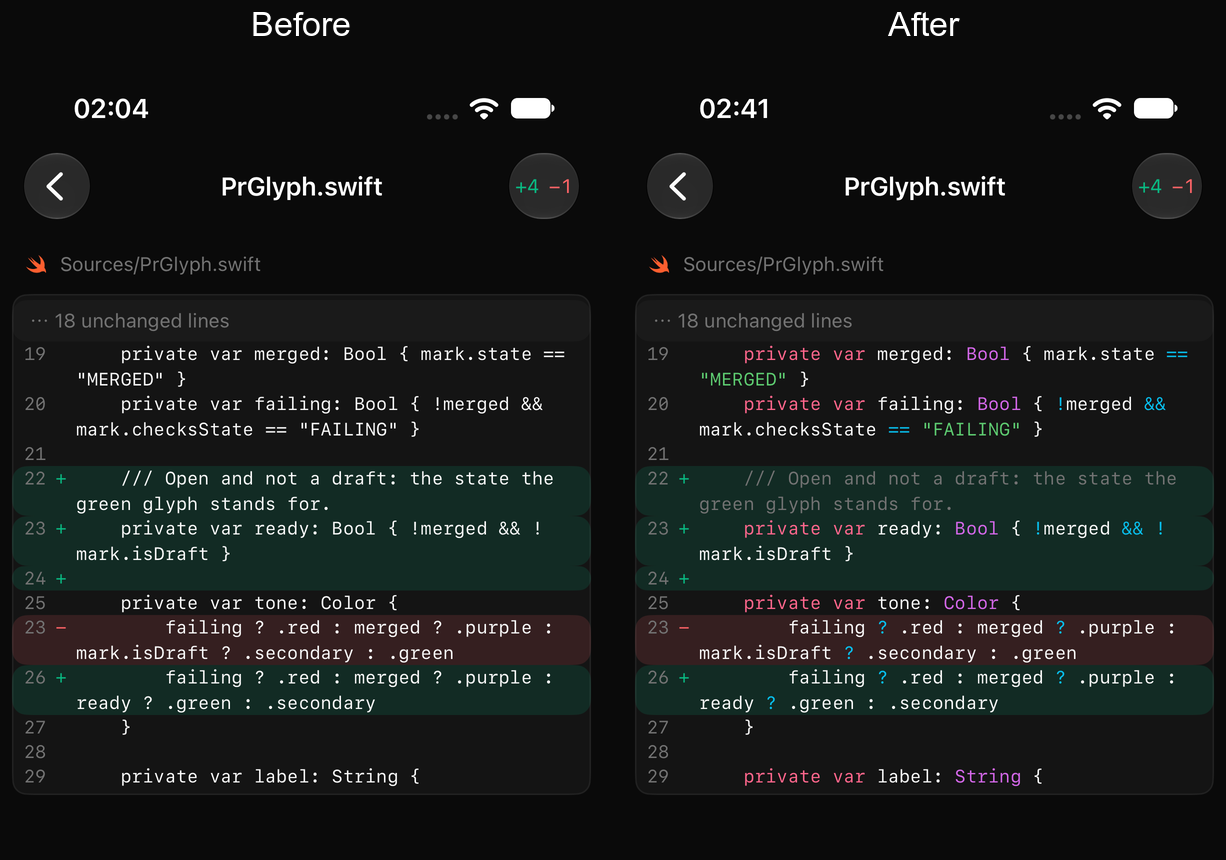 Before
02:04
PrGlyph.swift
+4 −1
Sources/PrGlyph.swift
··· 18 unchanged lines
19 private var merged: Bool { mark.state ==
"MERGED" }
20 private var failing: Bool { !merged &&
mark.checksState == "FAILING" }
21
22 + /// Open and not a draft: the state the
green glyph stands for.
23 + private var ready: Bool { !merged && !
mark.isDraft }
24 +
25 private var tone: Color {
23 − failing ? .red : merged ? .purple :
mark.isDraft ? .secondary : .green
26 + failing ? .red : merged ? .purple :
ready ? .green : .secondary
27 }
28
29 private var label: String {
After
02:41
PrGlyph.swift
+4 −1
Sources/PrGlyph.swift
··· 18 unchanged lines
19 private var merged: Bool { mark.state ==
"MERGED" }
20 private var failing: Bool { !merged &&
mark.checksState == "FAILING" }
21
22 + /// Open and not a draft: the state the
green glyph stands for.
23 + private var ready: Bool { !merged && !
mark.isDraft }
24 +
25 private var tone: Color {
23 − failing ? .red : merged ? .purple :
mark.isDraft ? .secondary : .green
26 + failing ? .red : merged ? .purple :
ready ? .green : .secondary
27 }
28
29 private var label: String {